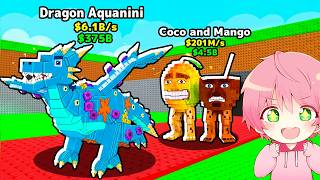 Dragon Aquanini
$6.1B/s
$375B
Coco and Mango
$201M/s
$4.5B